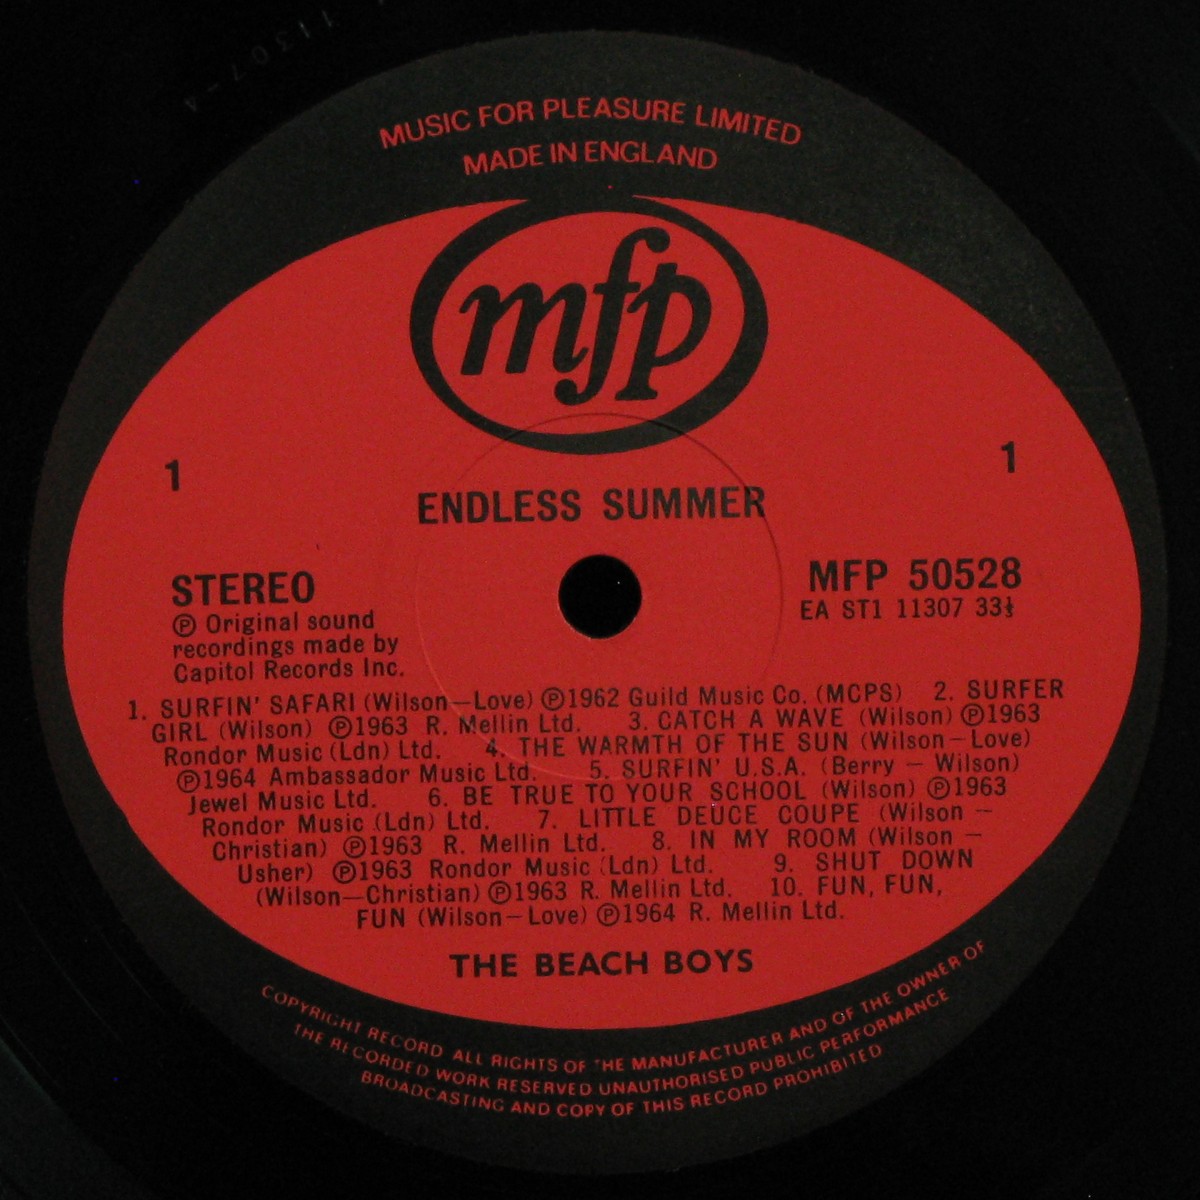 MUSIC FOR PLEASURE LIMITED
MADE IN ENGLAND
mfp
1
1
ENDLESS SUMMER
STEREO
MFP 50528
EA ST1 11307 33⅓
℗ Original sound
recordings made by
Capitol Records Inc.
1. SURFIN' SAFARI (Wilson—Love) ℗1962 Guild Music Co. (MCPS) 2. SURFER
GIRL (Wilson) ℗1963 R. Mellin Ltd. 3. CATCH A WAVE (Wilson) ℗1963
Rondor Music (Ldn) Ltd. 4. THE WARMTH OF THE SUN (Wilson—Love)
℗1964 Ambassador Music Ltd. 5. SURFIN' U.S.A. (Berry — Wilson)
Jewel Music Ltd. 6. BE TRUE TO YOUR SCHOOL (Wilson) ℗1963
Rondor Music (Ldn) Ltd. 7. LITTLE DEUCE COUPE (Wilson —
Christian) ℗1963 R. Mellin Ltd. 8. IN MY ROOM (Wilson —
Usher) ℗1963 Rondor Music (Ldn) Ltd. 9. SHUT DOWN
(Wilson—Christian) ℗1963 R. Mellin Ltd. 10. FUN, FUN,
FUN (Wilson—Love) ℗1964 R. Mellin Ltd.
THE BEACH BOYS
COPYRIGHT RECORD ALL RIGHTS OF THE MANUFACTURER AND OF THE OWNER OF
THE RECORDED WORK RESERVED UNAUTHORISED PUBLIC PERFORMANCE
BROADCASTING AND COPY OF THIS RECORD PROHIBITED